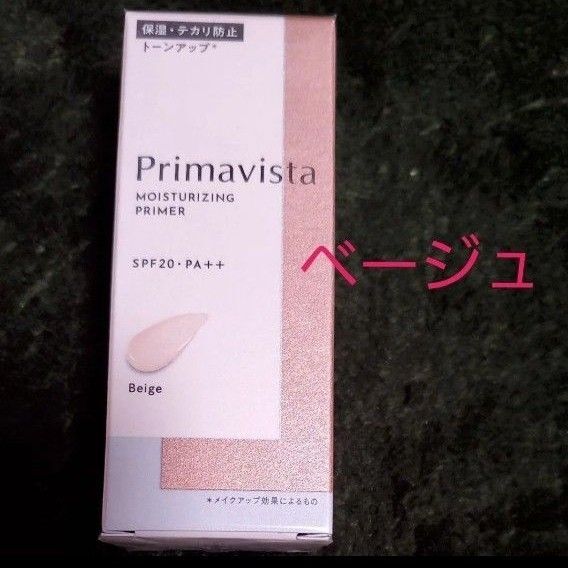 保湿・テカリ防止
トーンアップ*
Primavista
MOISTURIZING
PRIMER
SPF20・PA++
ベージュ
Beige
*メイクアップ効果によるもの